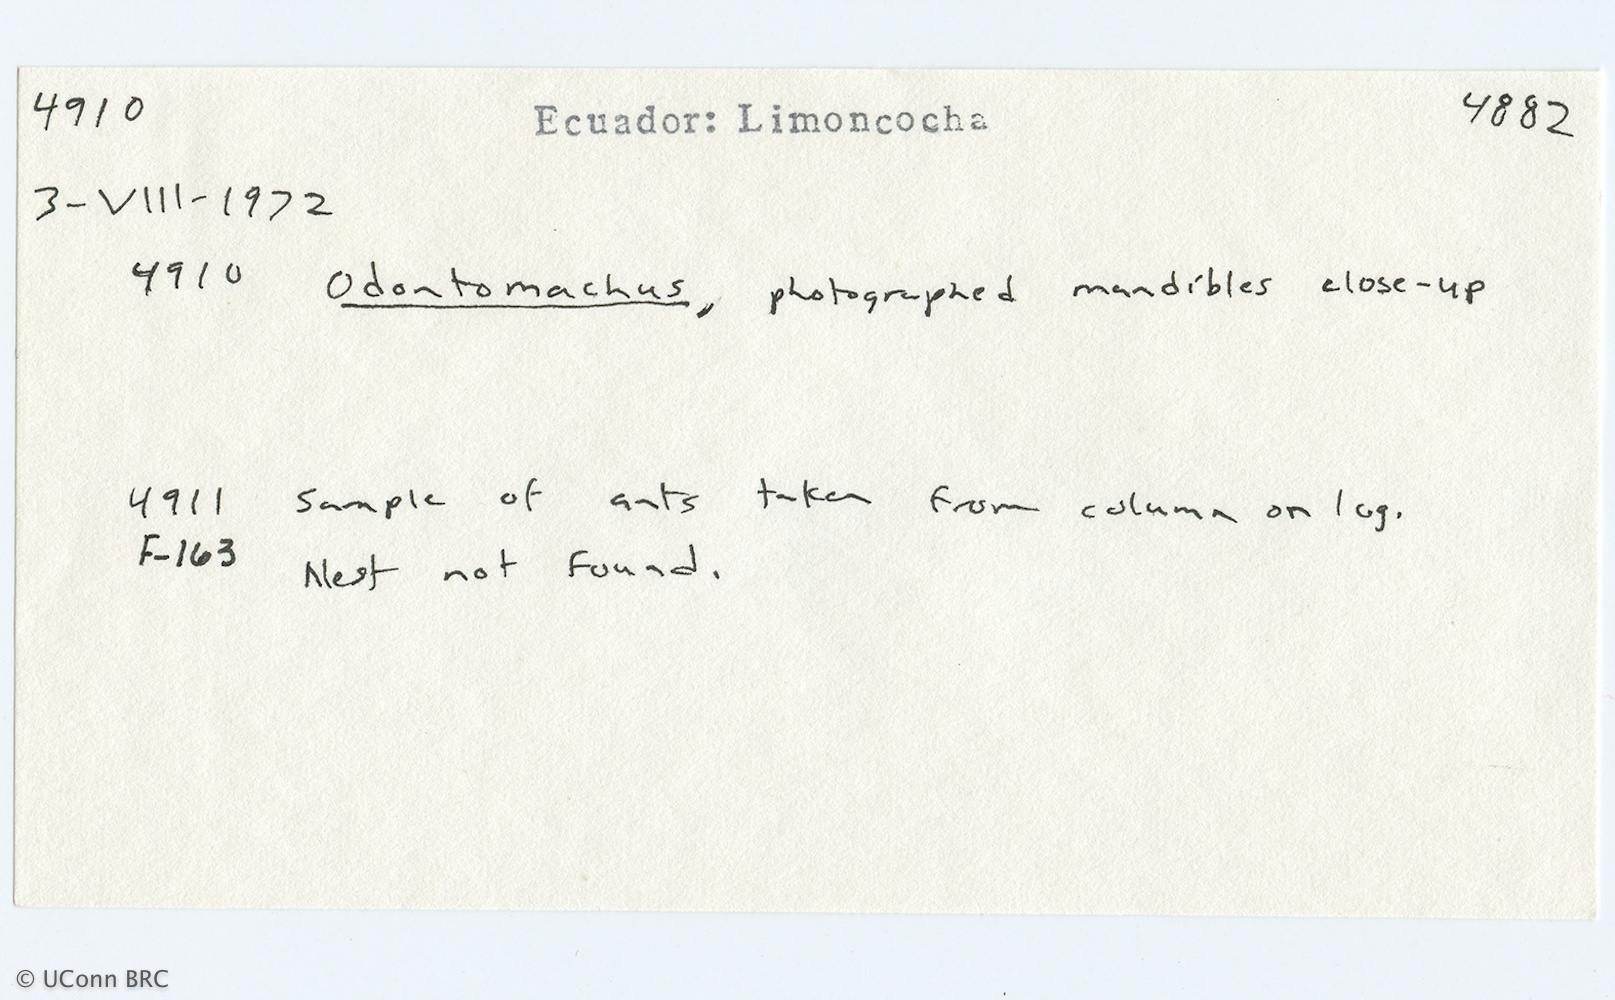 4910 Ecuador: Limoncocha 4882
3-VIII-1972
4910 Odontomachus, photographed mandibles close-up
4911 Sample of ants taken from column on log.
F-163 Nest not found.
© UConn BRC